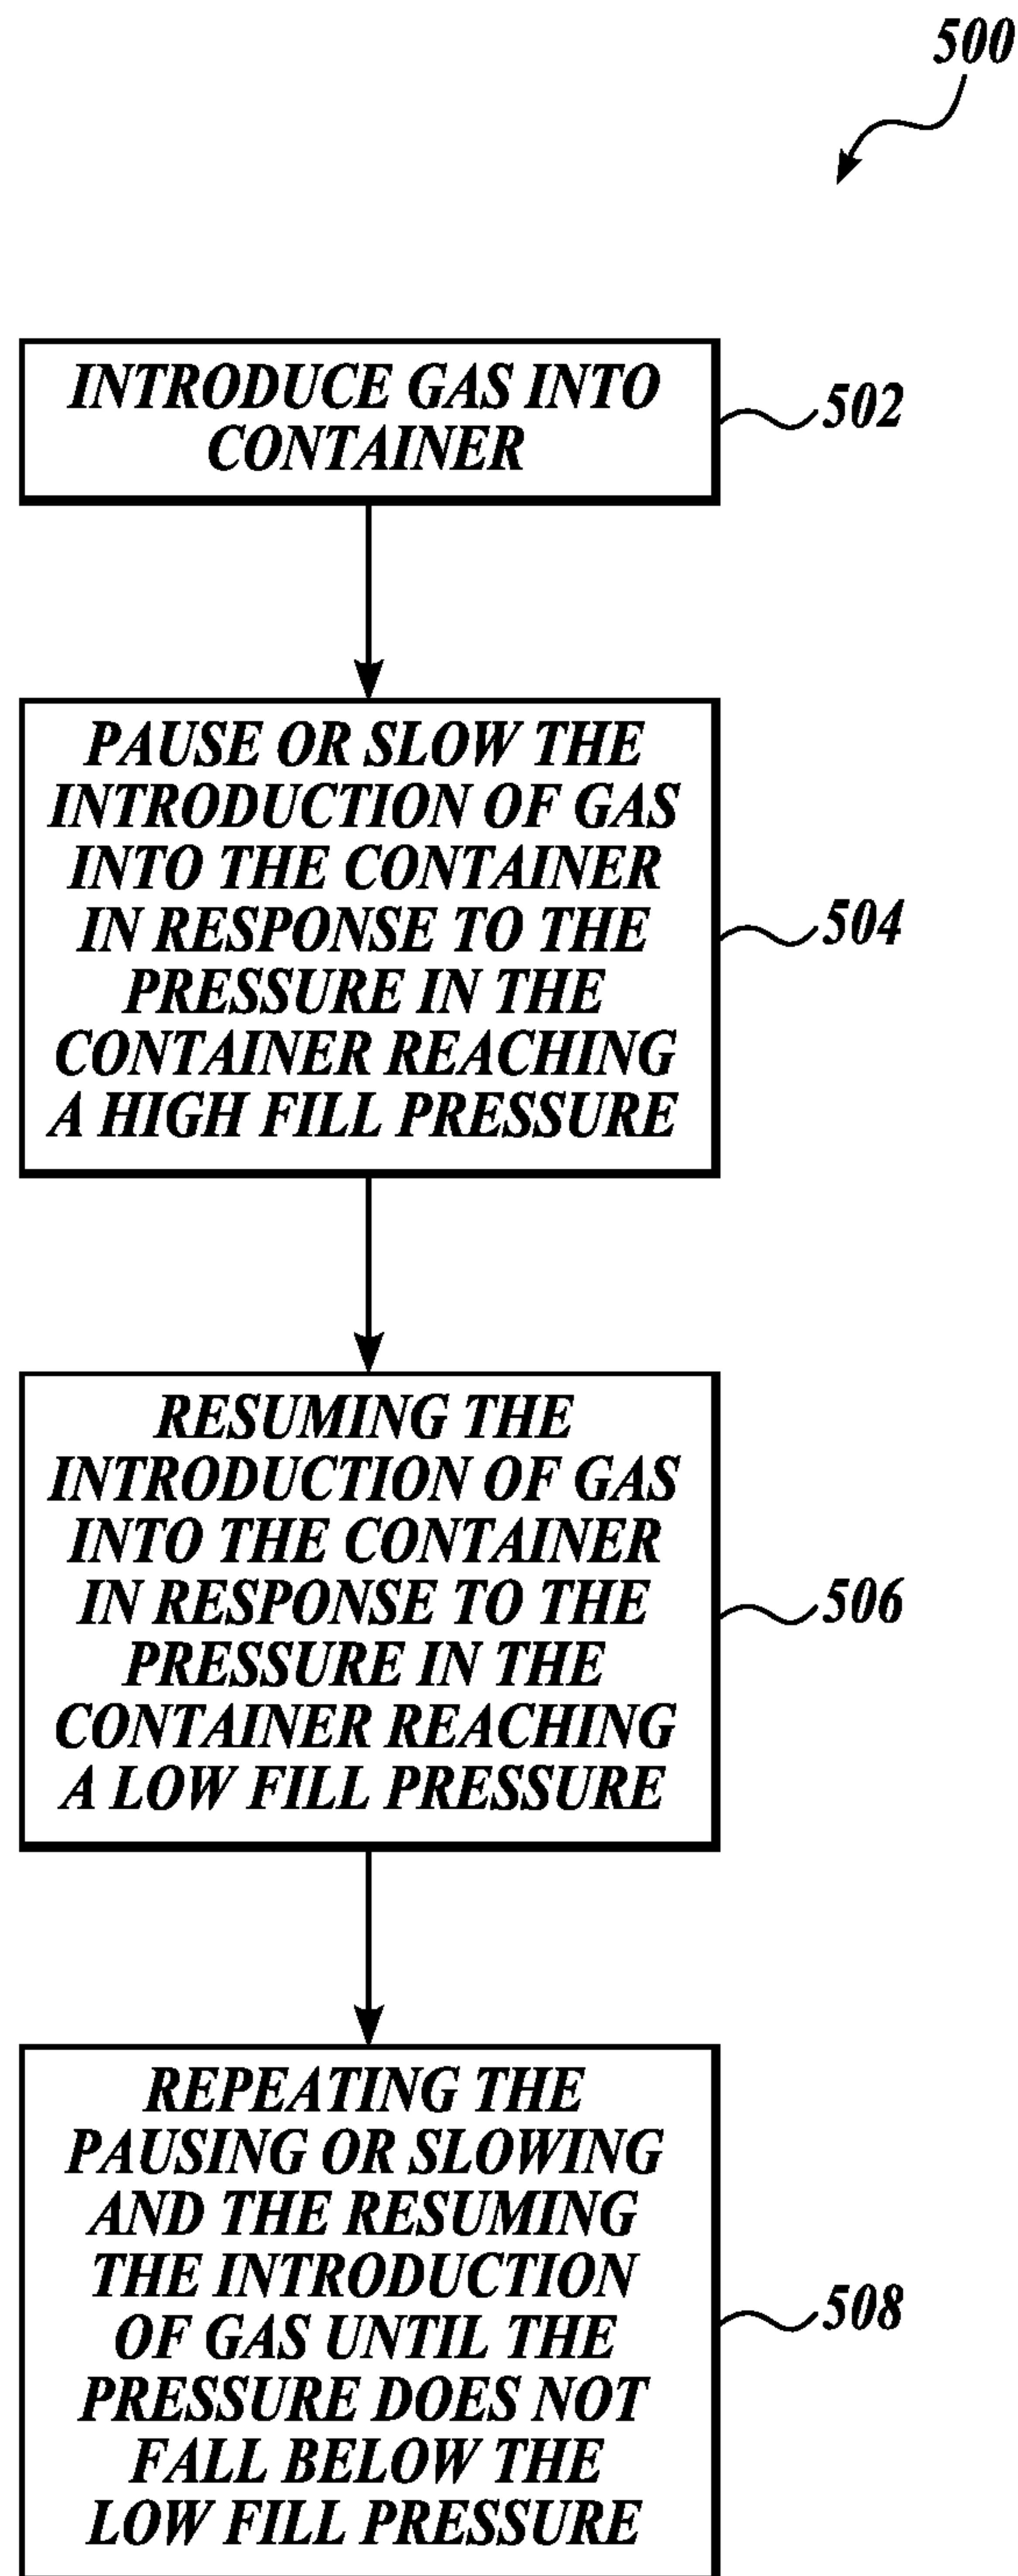 500
INTRODUCE GAS INTO
CONTAINER
502
PAUSE OR SLOW THE
INTRODUCTION OF GAS
INTO THE CONTAINER
IN RESPONSE TO THE
PRESSURE IN THE
CONTAINER REACHING
A HIGH FILL PRESSURE
504
RESUMING THE
INTRODUCTION OF GAS
INTO THE CONTAINER
IN RESPONSE TO THE
PRESSURE IN THE
CONTAINER REACHING
A LOW FILL PRESSURE
506
REPEATING THE
PAUSING OR SLOWING
AND THE RESUMING
THE INTRODUCTION
OF GAS UNTIL THE
PRESSURE DOES NOT
FALL BELOW THE
LOW FILL PRESSURE
508